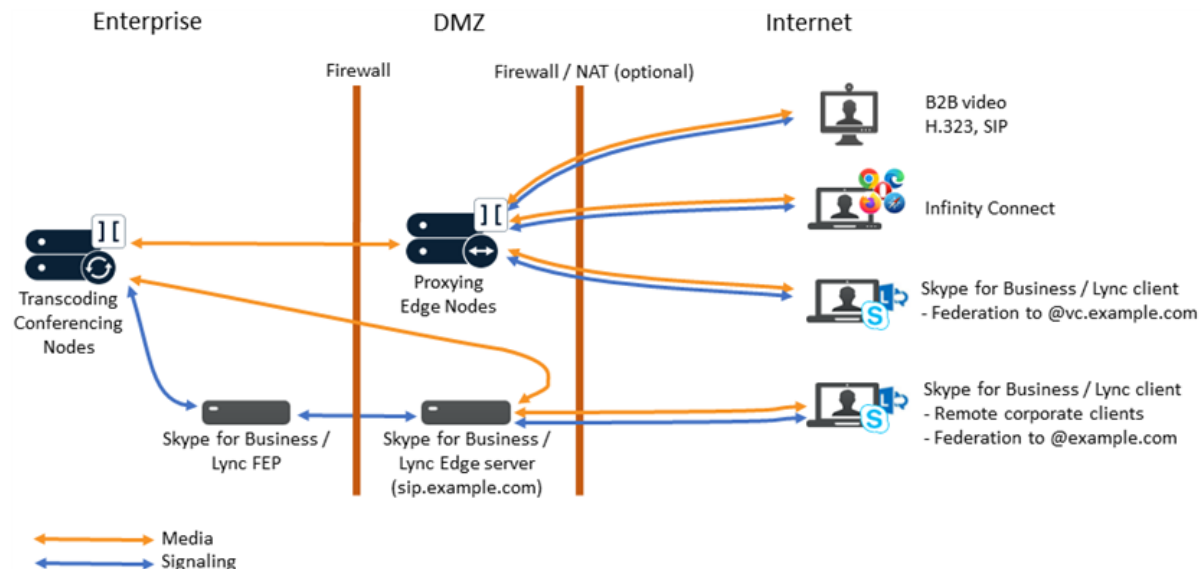 Enterprise
DMZ
Internet
Firewall
Firewall / NAT (optional)
B2B video
H.323, SIP
Infinity Connect
][
][
Transcoding
Conferencing
Nodes
Proxying
Edge Nodes
Skype for Business / Lync client
- Federation to @vc.example.com
L
S
Skype for Business /
Lync FEP
Skype for Business /
Lync Edge server
(sip.example.com)
Skype for Business / Lync client
- Remote corporate clients
- Federation to @example.com
L
S
Media
Signaling